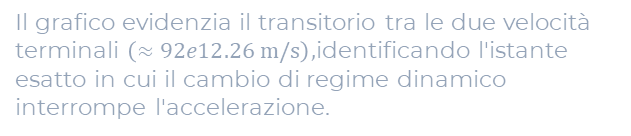 Il grafico evidenzia il transitorio tra le due velocità
terminali (≈ 92e12.26 m/s),identificando l'istante
esatto in cui il cambio di regime dinamico
interrompe l'accelerazione.